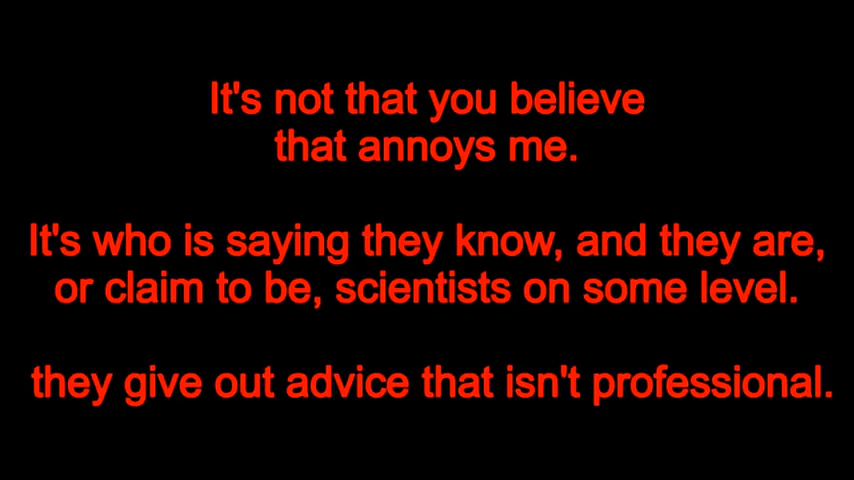 It's not that you believe
that annoys me.
It's who is saying they know, and they are,
or claim to be, scientists on some level.
they give out advice that isn't professional.